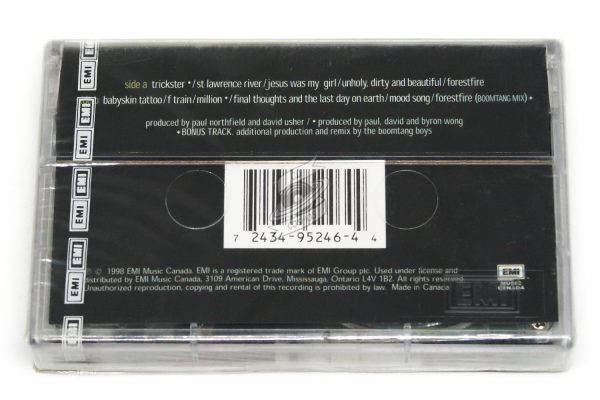 side a trickster */st lawrence river/jesus was my girl/unholy, dirty and beautiful/forestfire
babyskin tattoo/f train/million */final thoughts and the last day on earth/mood song/forestfire (BOOMTANG MIX) +
produced by paul northfield and david usher / * produced by paul, david and byron wong
+BONUS TRACK. additional production and remix by the boomtang boys
7 2434-95246-4 4
℗ © 1998 EMI Music Canada. EMI is a registered trade mark of EMI Group plc. Used under license and
distributed by EMI Music Canada, 3109 American Drive, Mississauga, Ontario L4V 1B2. All rights reserved.
Unauthorized reproduction, copying and rental of this recording is prohibited by law. Made in Canada
EMI
MUSIC
CANADA
EMI
EMI
EMI
EMI
EMI
EMI
EMI
EMI
EMI
EMI